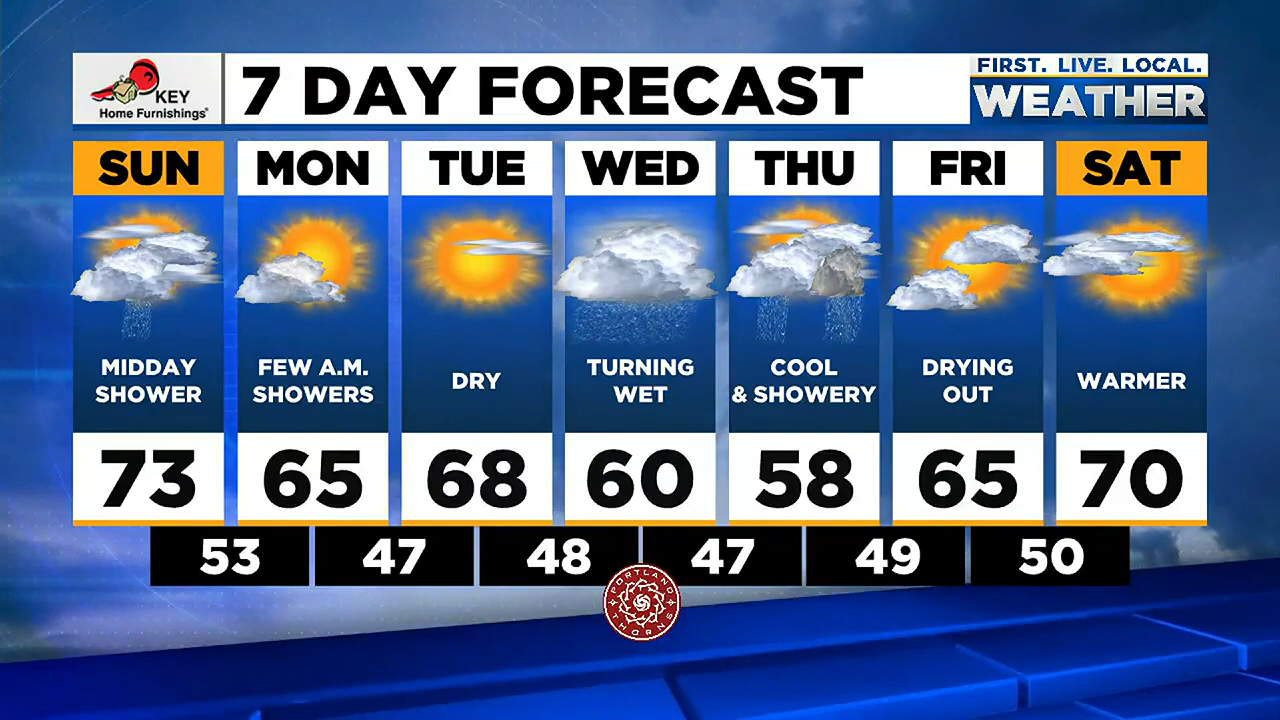 KEY
Home Furnishings®
7 DAY FORECAST
FIRST. LIVE. LOCAL.
WEATHER
SUN MON TUE WED THU FRI SAT
MIDDAY
SHOWER
FEW A.M.
SHOWERS
DRY
TURNING
WET
COOL
& SHOWERY
DRYING
OUT
WARMER
73 65 68 60 58 65 70
53 47 48 47 49 50
PORTLAND
THORNS